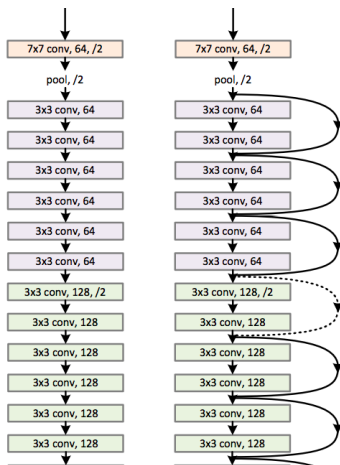 7x7 conv, 64, /2
pool, /2
3x3 conv, 64
3x3 conv, 64
3x3 conv, 64
3x3 conv, 64
3x3 conv, 64
3x3 conv, 64
3x3 conv, 128, /2
3x3 conv, 128
3x3 conv, 128
3x3 conv, 128
3x3 conv, 128
3x3 conv, 128
7x7 conv, 64, /2
pool, /2
3x3 conv, 64
3x3 conv, 64
3x3 conv, 64
3x3 conv, 64
3x3 conv, 64
3x3 conv, 64
3x3 conv, 128, /2
3x3 conv, 128
3x3 conv, 128
3x3 conv, 128
3x3 conv, 128
3x3 conv, 128